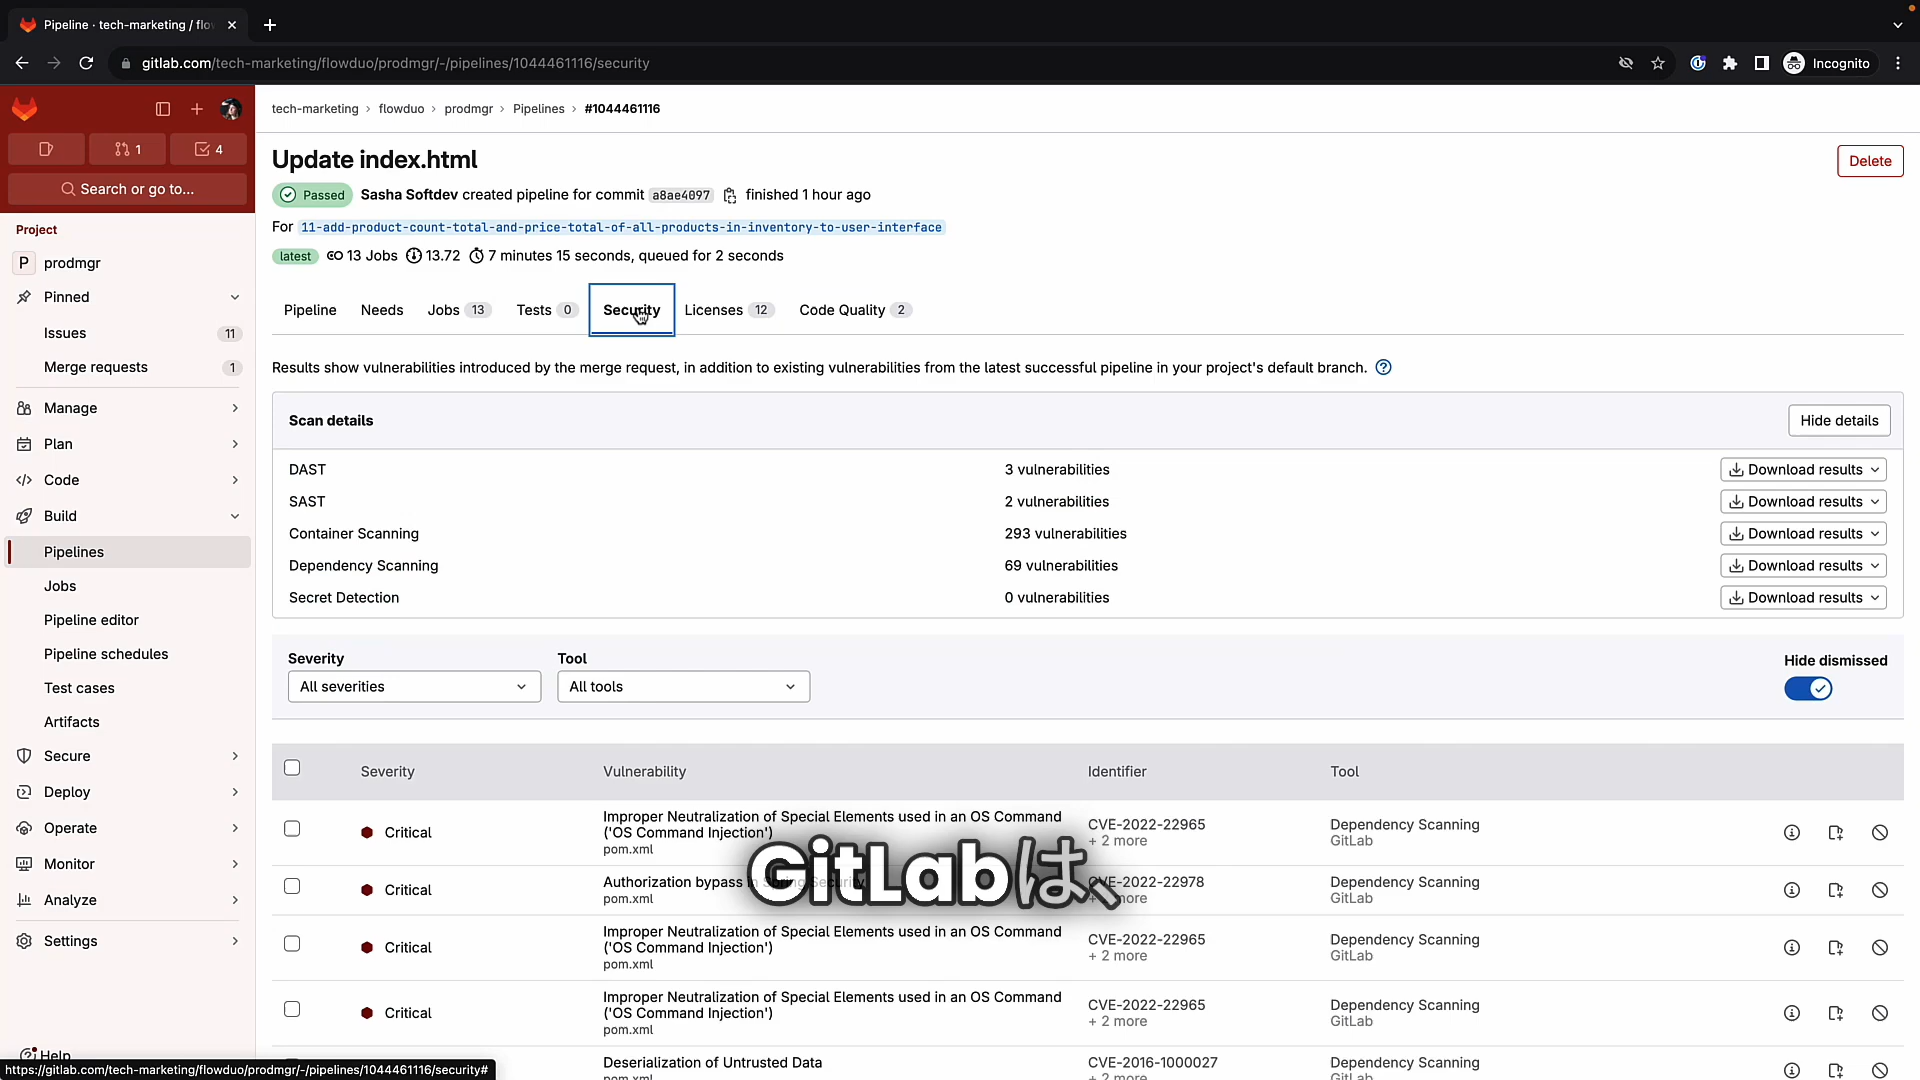 Pipeline · tech-marketing / flo
gitlab.com/tech-marketing/flowduo/prodmgr/-/pipelines/1044461116/security
Incognito
1
4
Search or go to...
Project
P prodmgr
Pinned
Issues 11
Merge requests 1
Manage
Plan
Code
Build
Pipelines
Jobs
Pipeline editor
Pipeline schedules
Test cases
Artifacts
Secure
Deploy
Operate
Monitor
Analyze
Settings
Help
https://gitlab.com/tech-marketing/flowduo/prodmgr/-/pipelines/1044461116/security#
tech-marketing › flowduo › prodmgr › Pipelines › #1044461116
Update index.html
Delete
Passed Sasha Softdev created pipeline for commit a8ae4097 finished 1 hour ago
For 11-add-product-count-total-and-price-total-of-all-products-in-inventory-to-user-interface
latest 13 Jobs 13.72 7 minutes 15 seconds, queued for 2 seconds
Pipeline Needs Jobs 13 Tests 0 Security Licenses 12 Code Quality 2
Results show vulnerabilities introduced by the merge request, in addition to existing vulnerabilities from the latest successful pipeline in your project's default branch.
Scan details Hide details
DAST 3 vulnerabilities Download results
SAST 2 vulnerabilities Download results
Container Scanning 293 vulnerabilities Download results
Dependency Scanning 69 vulnerabilities Download results
Secret Detection 0 vulnerabilities Download results
Severity Tool Hide dismissed
All severities All tools
Severity Vulnerability Identifier Tool
Critical
Improper Neutralization of Special Elements used in an OS Command
('OS Command Injection')
pom.xml
CVE-2022-22965
+ 2 more
Dependency Scanning
GitLab
Critical
Authorization bypass in Spring Security
pom.xml
CVE-2022-22978
+ 2 more
Dependency Scanning
GitLab
GitLabは、
Critical
Improper Neutralization of Special Elements used in an OS Command
('OS Command Injection')
pom.xml
CVE-2022-22965
+ 2 more
Dependency Scanning
GitLab
Critical
Improper Neutralization of Special Elements used in an OS Command
('OS Command Injection')
pom.xml
CVE-2022-22965
+ 2 more
Dependency Scanning
GitLab
Deserialization of Untrusted Data
pom.xml
CVE-2016-1000027
+ 2 more
Dependency Scanning
GitLab